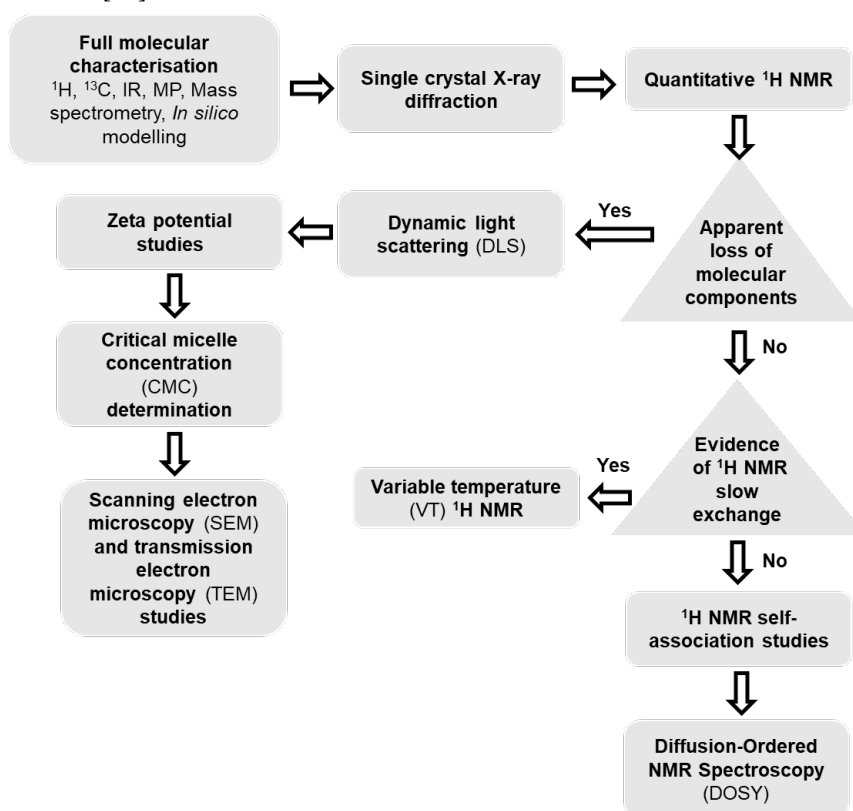 Full molecular
characterisation
¹H, ¹³C, IR, MP, Mass
spectrometry, In silico
modelling
Single crystal X-ray
diffraction
Quantitative ¹H NMR
Apparent
loss of
molecular
components
Yes
Dynamic light
scattering (DLS)
Zeta potential
studies
Critical micelle
concentration
(CMC)
determination
Scanning electron
microscopy (SEM)
and transmission
electron
microscopy (TEM)
studies
No
Evidence
of ¹H NMR
slow
exchange
Yes
Variable temperature
(VT) ¹H NMR
No
¹H NMR self-
association studies
Diffusion-Ordered
NMR Spectroscopy
(DOSY)